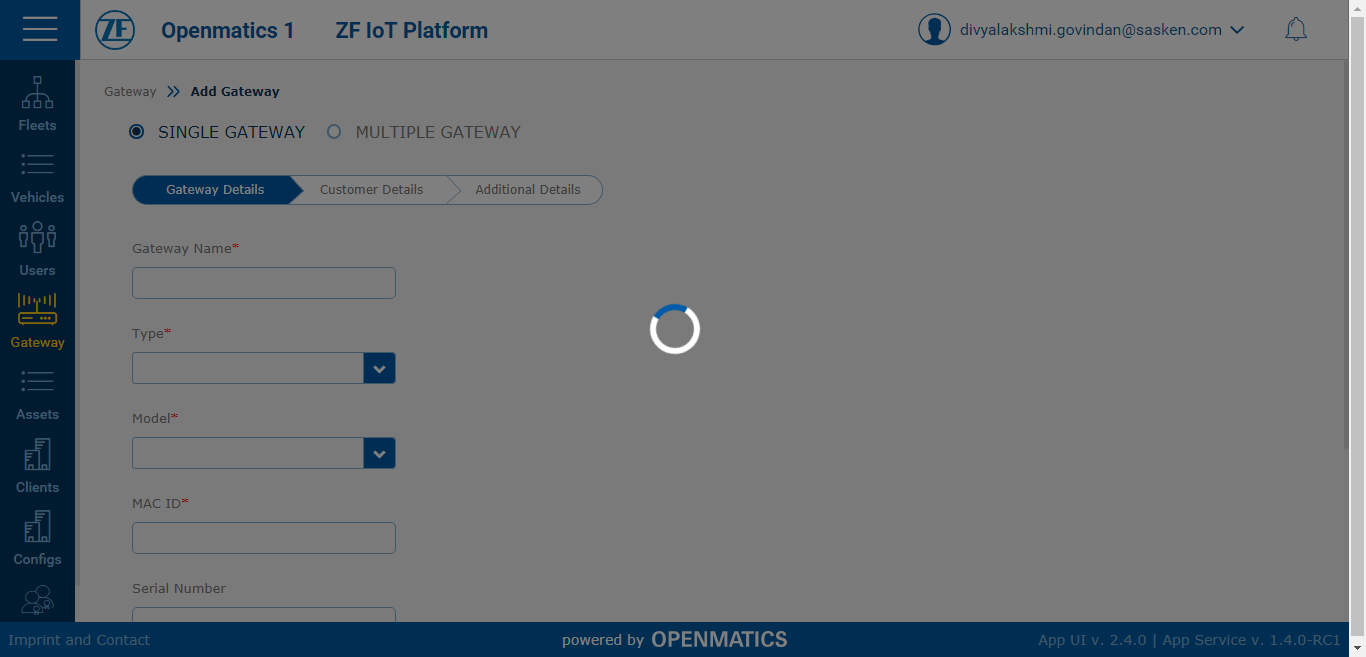 ZF Openmatics 1 ZF IoT Platform divyalakshmi.govindan@sasken.com
Gateway Add Gateway
SINGLE GATEWAY MULTIPLE GATEWAY
Gateway Details Customer Details Additional Details
Gateway Name*
Type*
Model*
MAC ID*
Serial Number
Fleets
Vehicles
Users
Gateway
Assets
Clients
Configs
Imprint and Contact powered by OPENMATICS App UI v. 2.4.0 | App Service v. 1.4.0-RC1